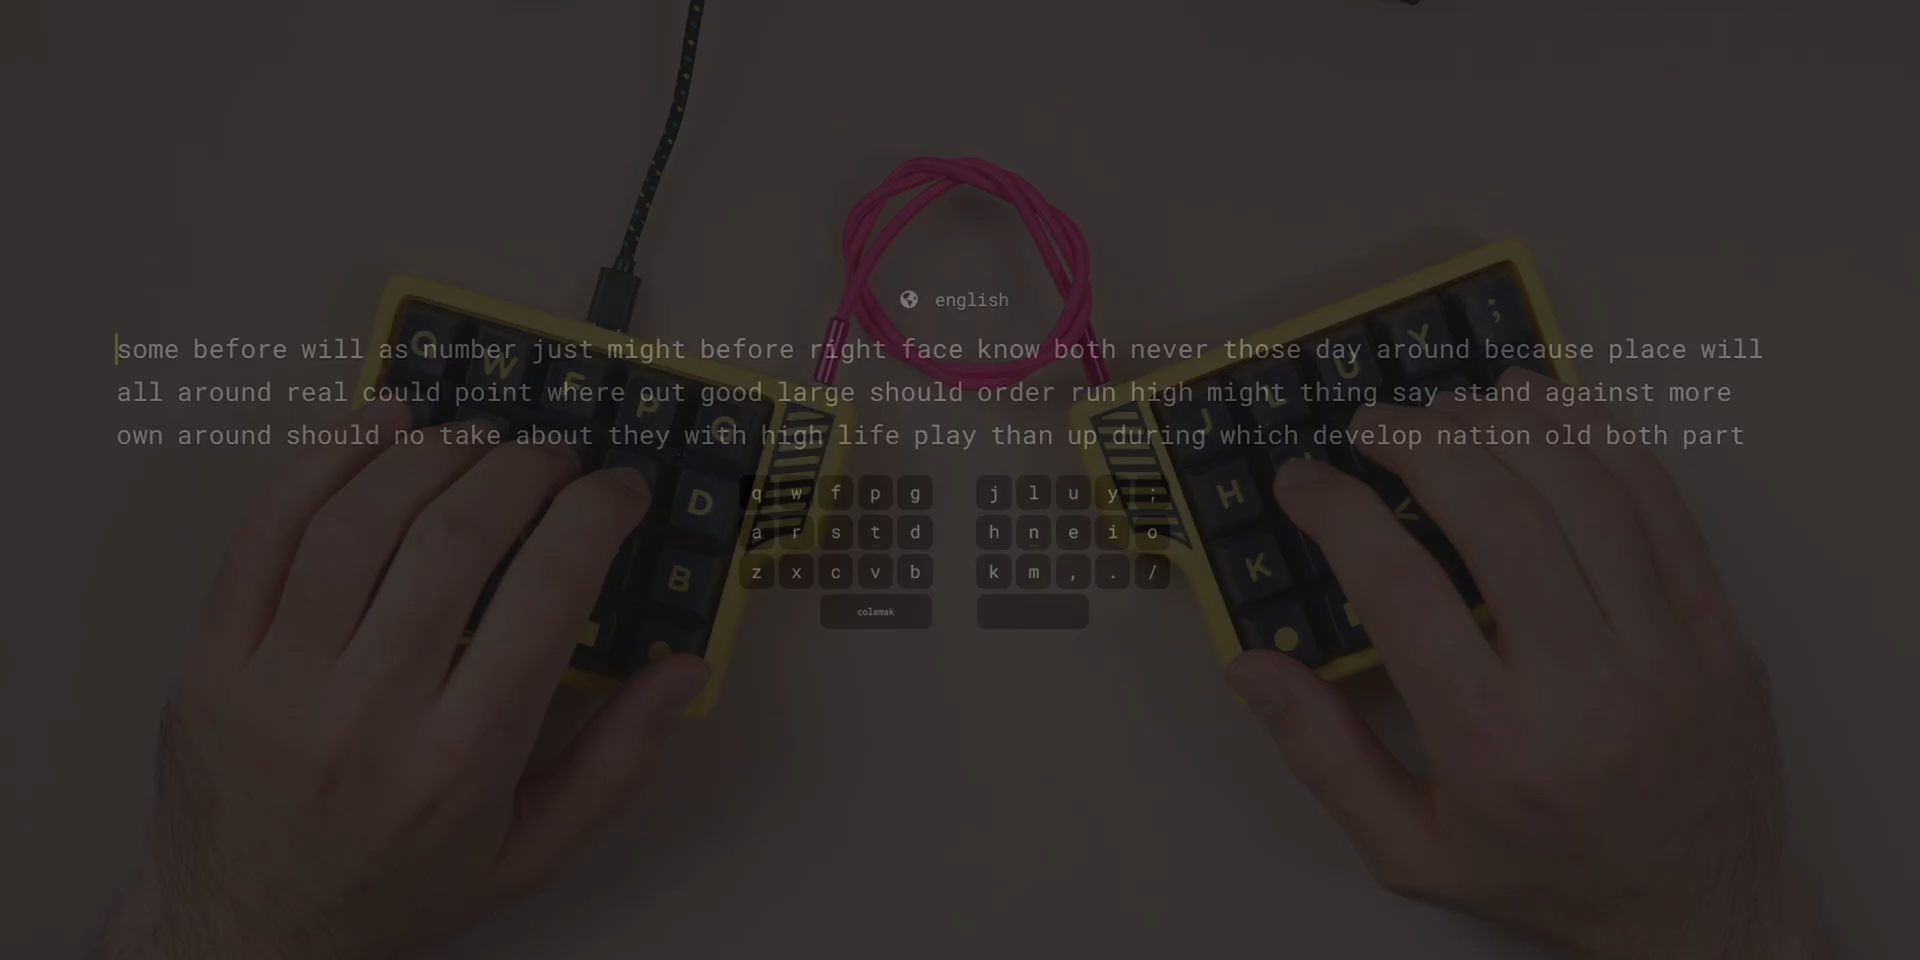 english
some before will as number just might before right face know both never those day around because place will
all around real could point where out good large should order run high might thing say stand against more
own around should no take about they with high life play than up during which develop nation old both part
q w f p g j l u y ;
a r s t d h n e i o
z x c v b k m , . /
colemak
Q W F P G J L U Y ;
D H
B K